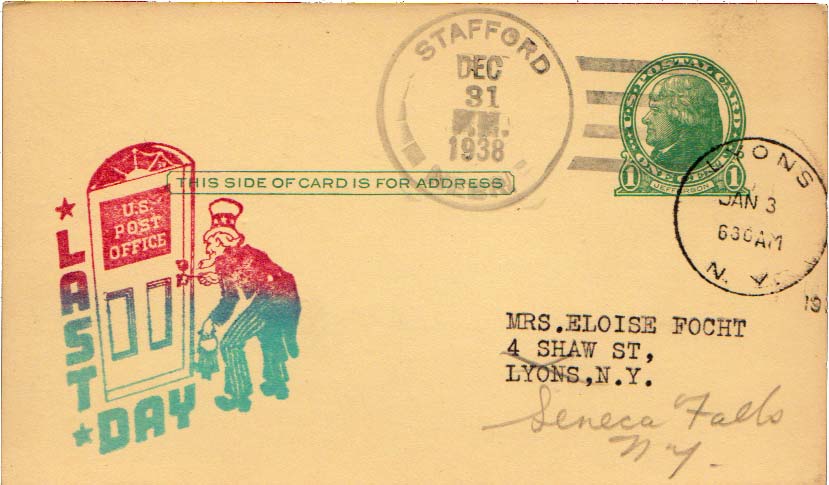 STAFFORD
DEC
31
P.M.
1938
U.S. POSTAL CARD
ONE CENT
1 JEFFERSON 1
LYONS
JAN 3
630AM
N. Y.
19
THIS SIDE OF CARD IS FOR ADDRESS
U.S.
POST
OFFICE
LAST
DAY
MRS.ELOISE FOCHT
4 SHAW ST,
LYONS,N.Y.
Seneca Falls
N.Y.